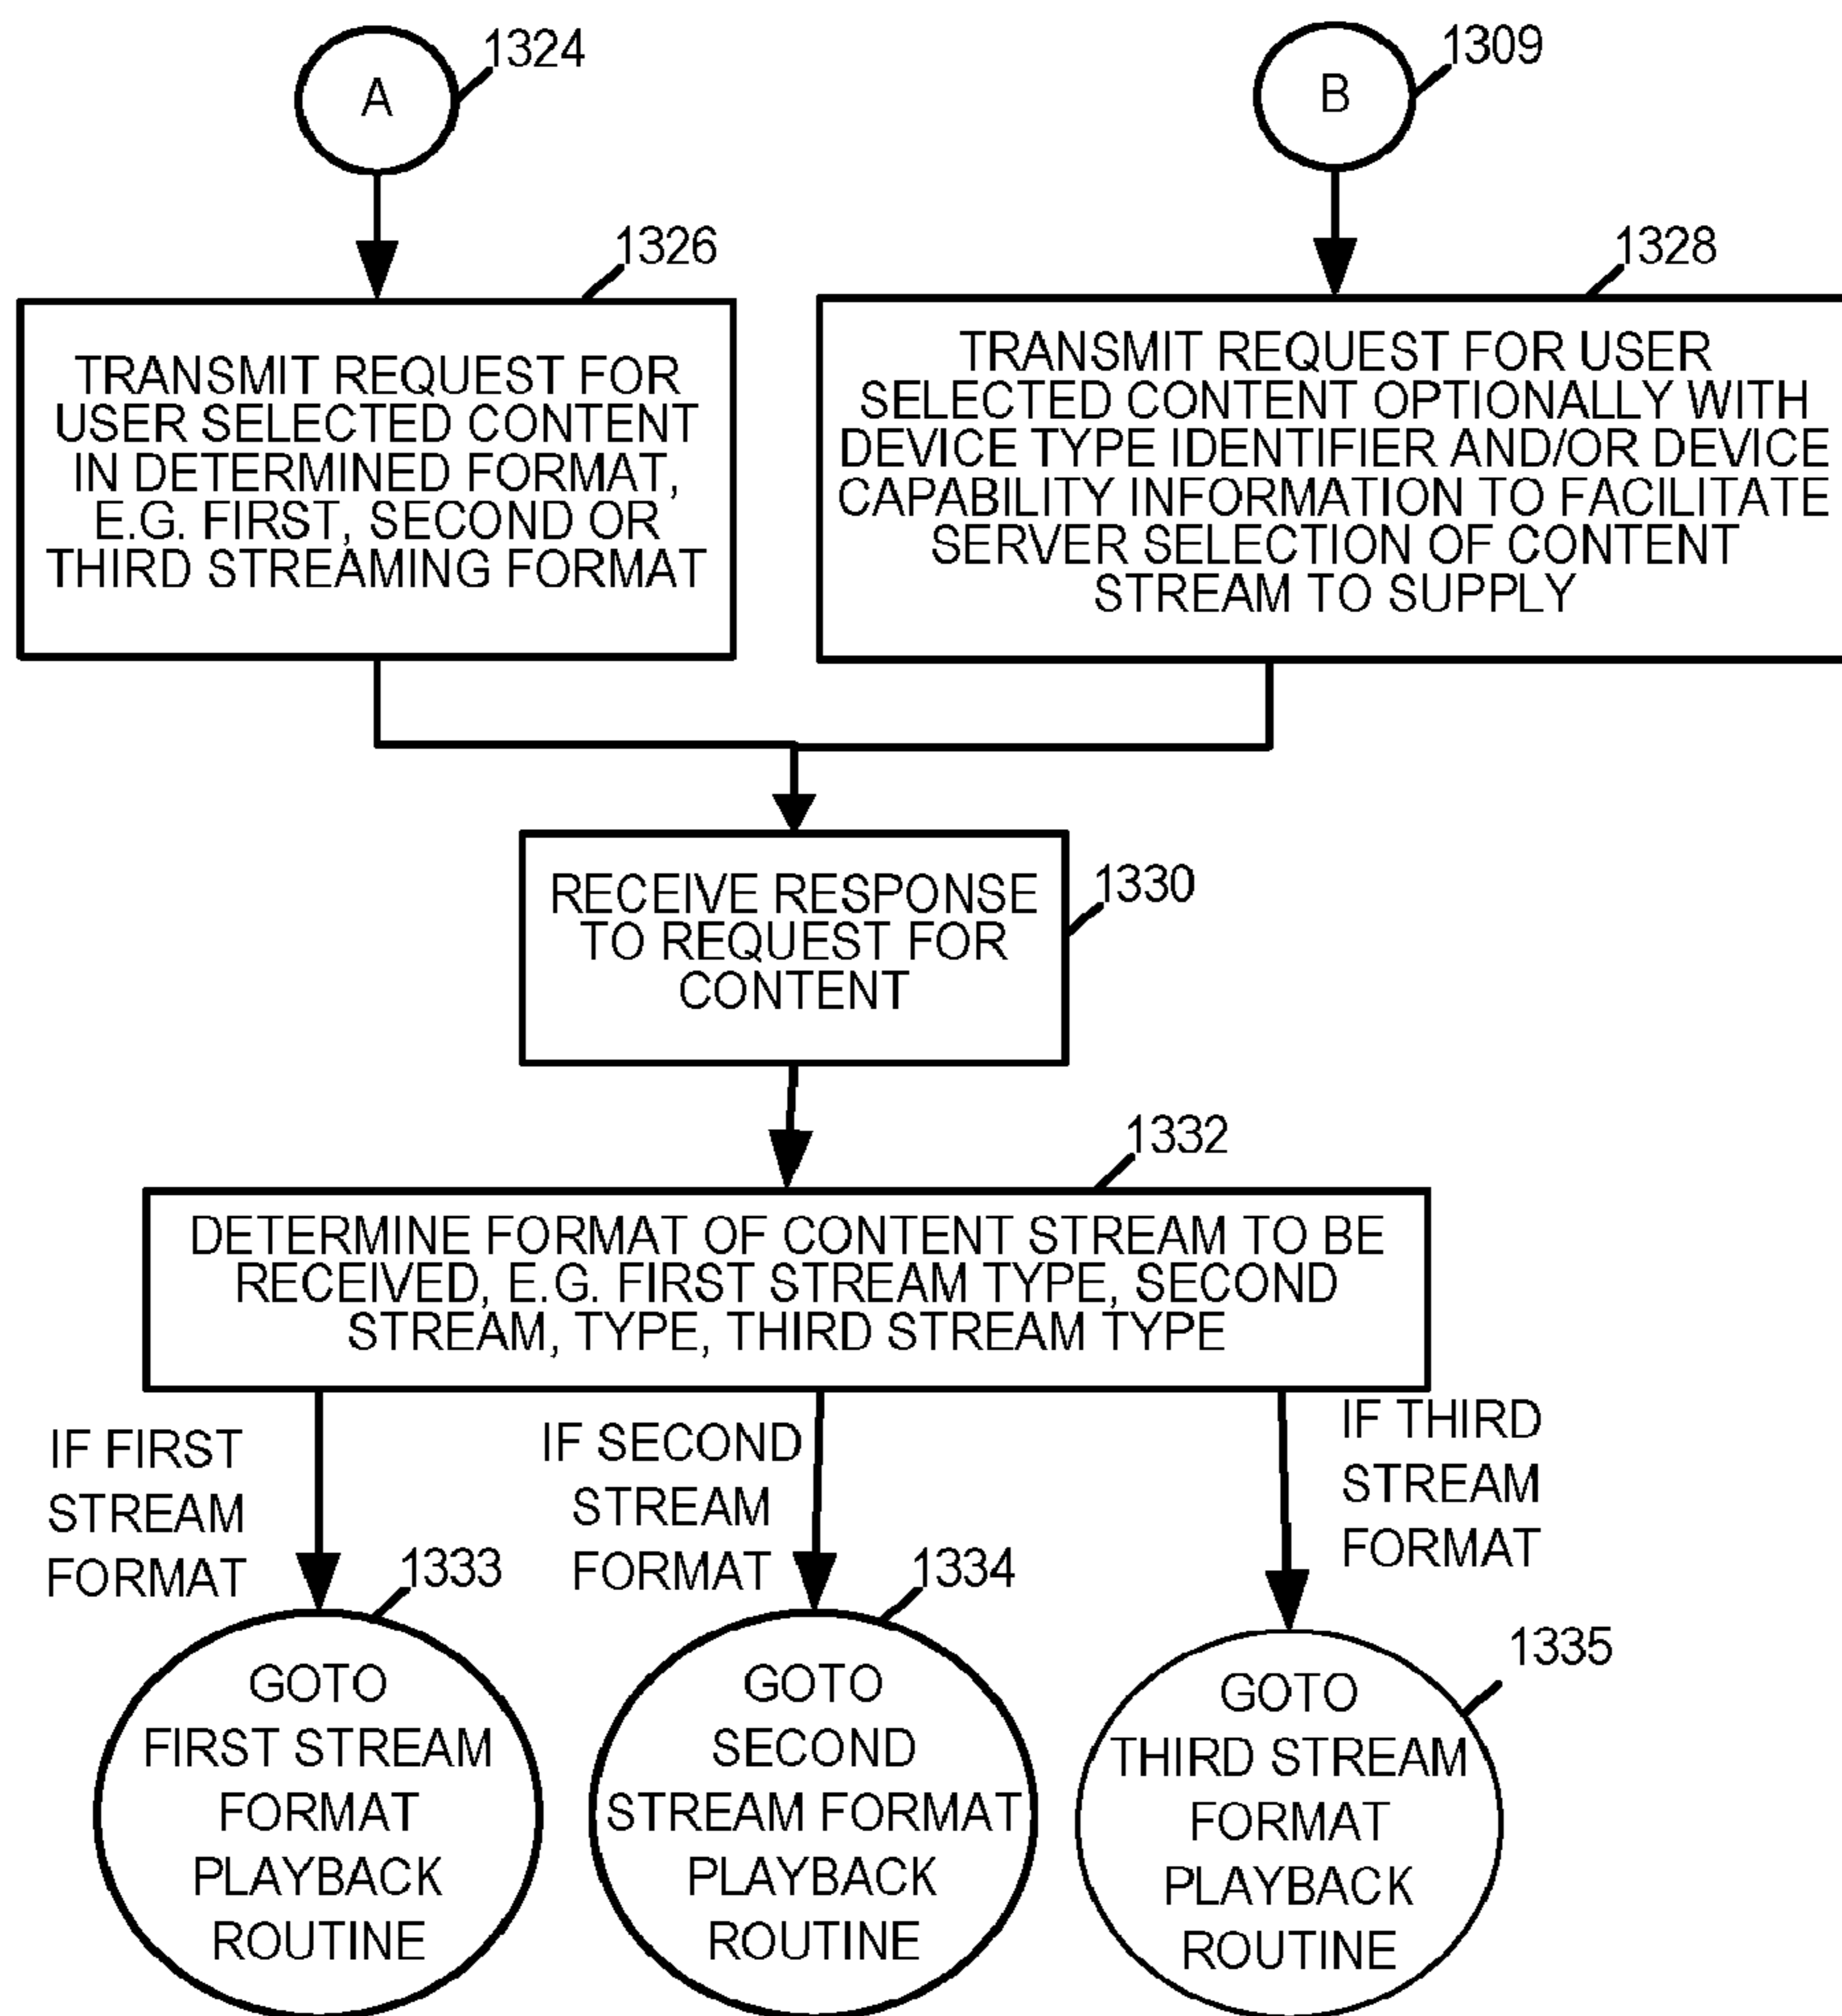 A
1324
B
1309
1326
TRANSMIT REQUEST FOR
USER SELECTED CONTENT
IN DETERMINED FORMAT,
E.G. FIRST, SECOND OR
THIRD STREAMING FORMAT
1328
TRANSMIT REQUEST FOR USER
SELECTED CONTENT OPTIONALLY WITH
DEVICE TYPE IDENTIFIER AND/OR DEVICE
CAPABILITY INFORMATION TO FACILITATE
SERVER SELECTION OF CONTENT
STREAM TO SUPPLY
1330
RECEIVE RESPONSE
TO REQUEST FOR
CONTENT
1332
DETERMINE FORMAT OF CONTENT STREAM TO BE
RECEIVED, E.G. FIRST STREAM TYPE, SECOND
STREAM, TYPE, THIRD STREAM TYPE
IF FIRST
STREAM
FORMAT
IF SECOND
STREAM
FORMAT
IF THIRD
STREAM
FORMAT
1333
GOTO
FIRST STREAM
FORMAT
PLAYBACK
ROUTINE
1334
GOTO
SECOND
STREAM FORMAT
PLAYBACK
ROUTINE
1335
GOTO
THIRD STREAM
FORMAT
PLAYBACK
ROUTINE